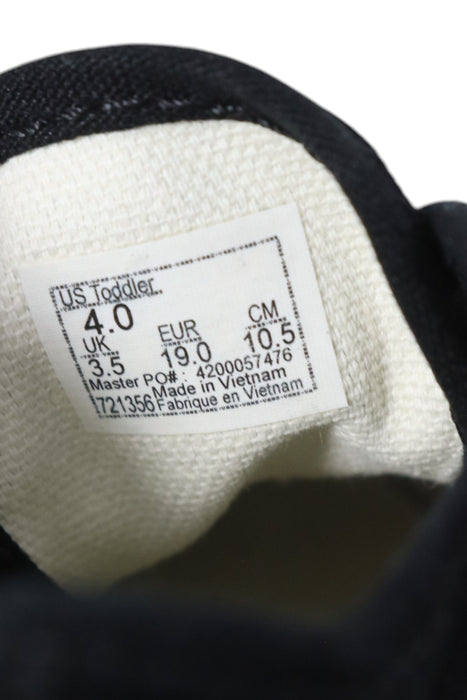 US Toddler
4.0
UK EUR CM
3.5 19.0 10.5
Master PO#: 4200057476
Made in Vietnam
721356 Fabrique en Vietnam